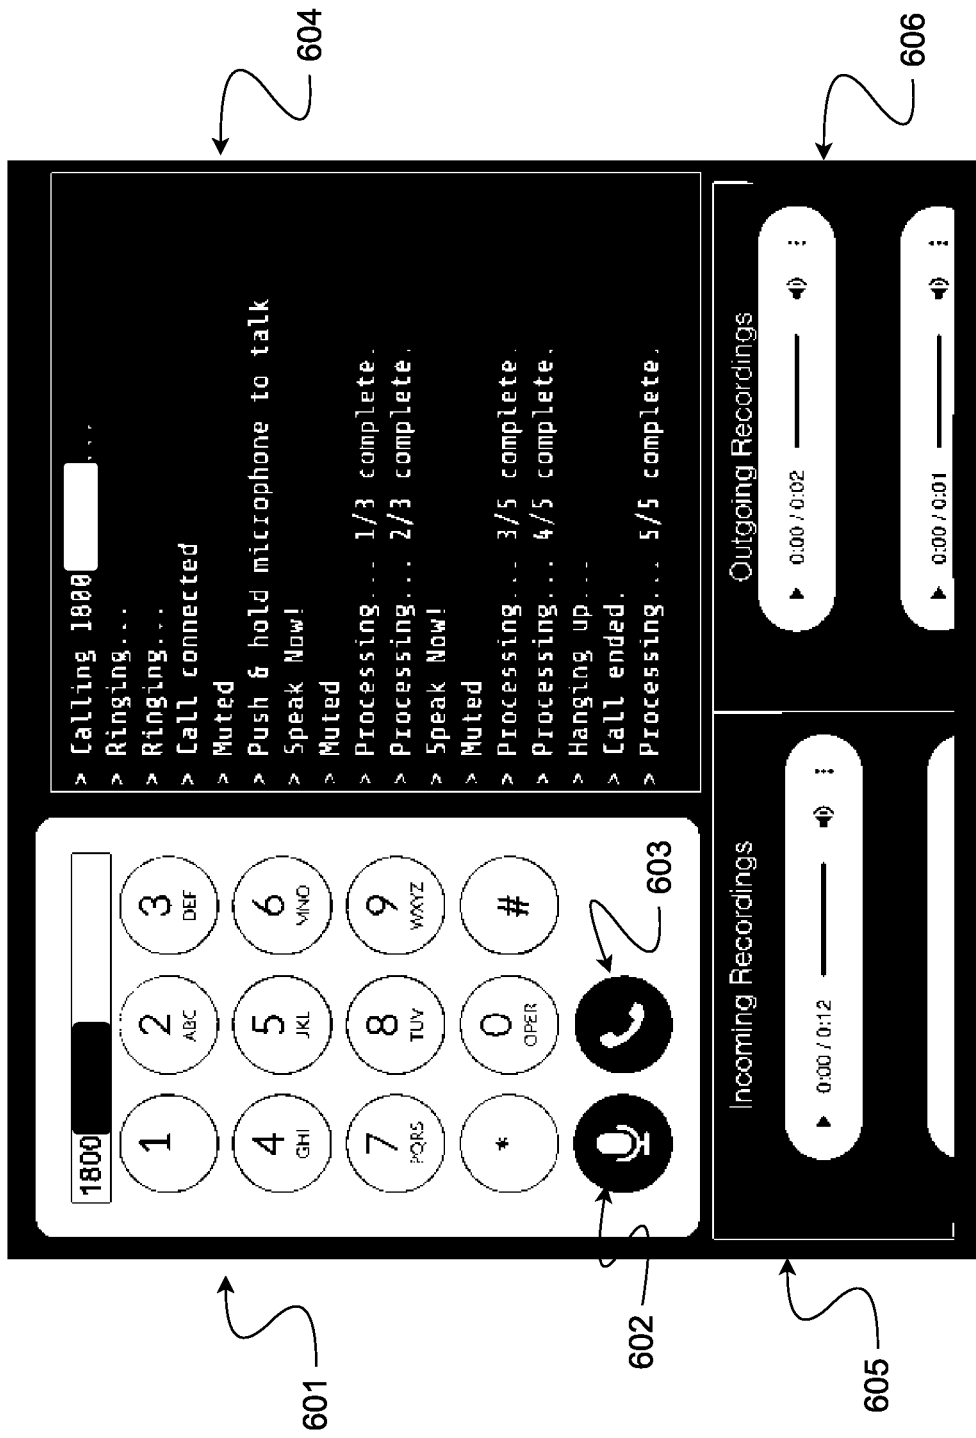 601
602
603
604
605
606
1800
1
2
ABC
3
DEF
4
GHI
5
JKL
6
MNO
7
PQRS
8
TUV
9
WXYZ
*
0
OPER
#
> Calling 1800 ...
> Ringing...
> Ringing...
> Call connected
> Muted
> Push & hold microphone to talk
> Speak Now!
> Muted
> Processing... 1/3 complete.
> Processing... 2/3 complete.
> Speak Now!
> Muted
> Processing... 3/5 complete.
> Processing... 4/5 complete.
> Hanging up...
> Call ended.
> Processing... 5/5 complete.
Incoming Recordings
0:00 / 0:12
Outgoing Recordings
0:00 / 0:02
0:00 / 0:01